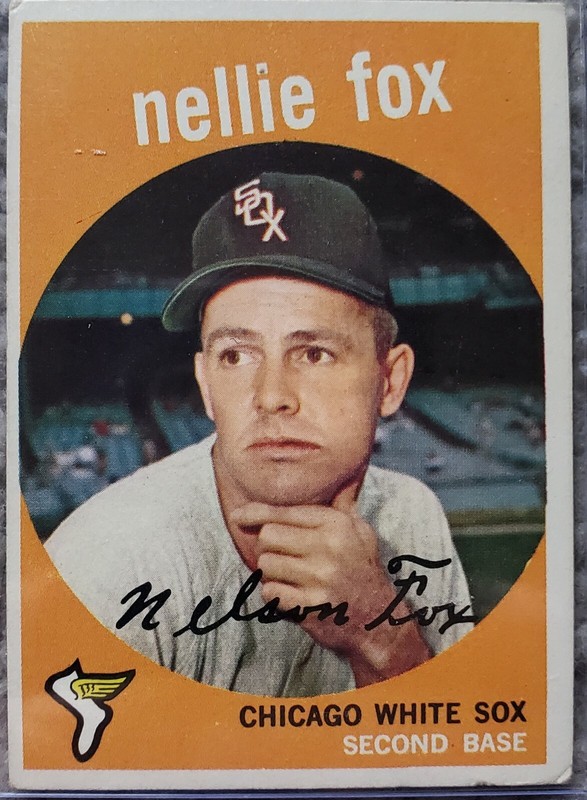 nellie fox
SOX
Nelson Fox
CHICAGO WHITE SOX
SECOND BASE